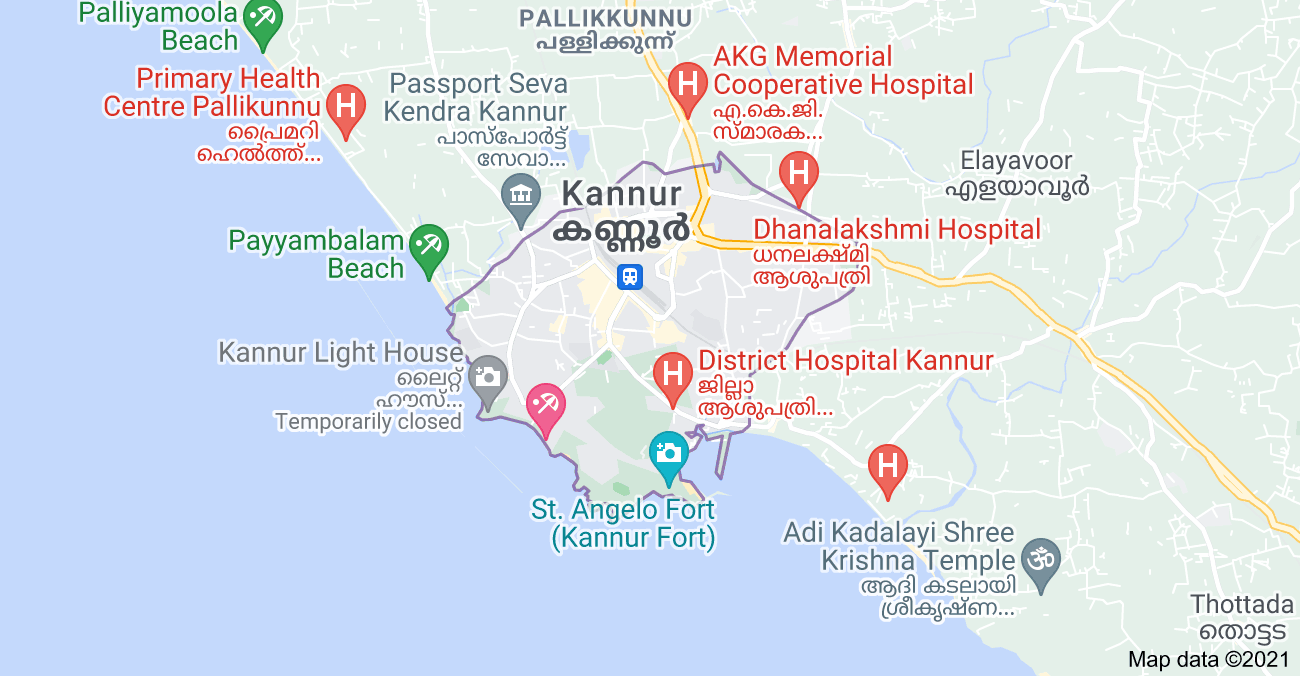 Palliyamoola
Beach
PALLIKKUNNU
പള്ളിക്കുന്ന്
AKG Memorial
Cooperative Hospital
എ.കെ.ജി.
സ്മാരക...
Primary Health
Centre Pallikunnu
പ്രൈമറി
ഹെൽത്ത്...
H
Passport Seva
Kendra Kannur
പാസ്പോർട്ട്
സേവാ...
H
Elayavoor
എളയാവൂർ
H
Kannur
കണ്ണൂർ
Dhanalakshmi Hospital
ധനലക്ഷ്മി
ആശുപത്രി
Payyambalam
Beach
Kannur Light House
ലൈറ്റ്
ഹൗസ്...
Temporarily closed
District Hospital Kannur
ജില്ലാ
ആശുപത്രി...
H
H
St. Angelo Fort
(Kannur Fort)
Adi Kadalayi Shree
Krishna Temple
ആദി കടലായി
ശ്രീകൃഷ്ണ...
ॐ
Thottada
തൊട്ടട
Map data ©2021